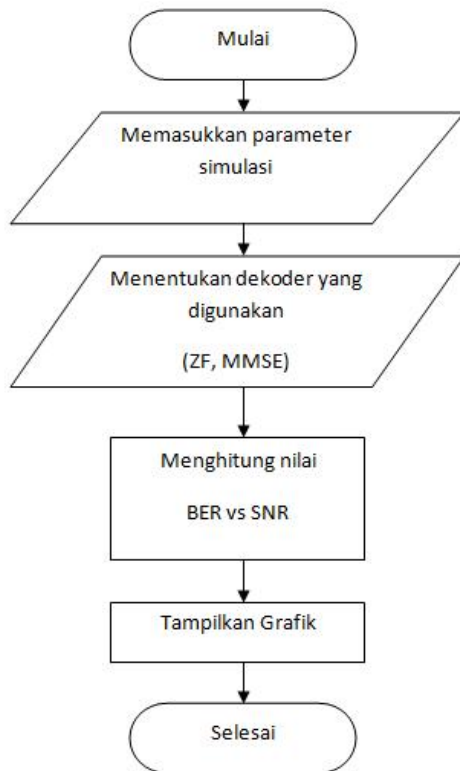 Mulai
Memasukkan parameter
simulasi
Menentukan dekoder yang
digunakan
(ZF, MMSE)
Menghitung nilai
BER vs SNR
Tampilkan Grafik
Selesai